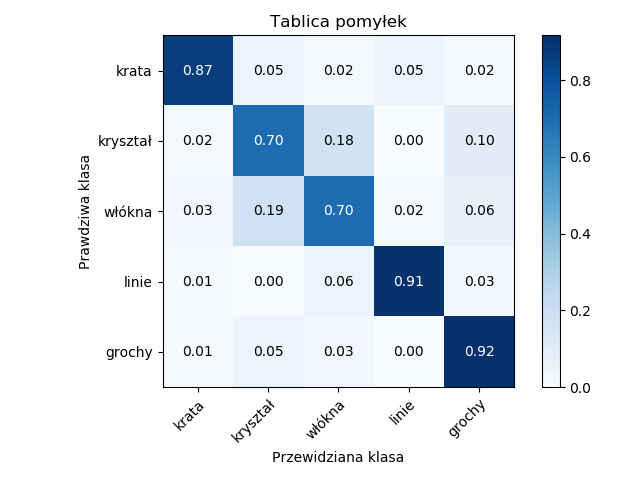 Tablica pomyłek
Prawdziwa klasa
krata 0.87 0.05 0.02 0.05 0.02
kryształ 0.02 0.70 0.18 0.00 0.10
włókna 0.03 0.19 0.70 0.02 0.06
linie 0.01 0.00 0.06 0.91 0.03
grochy 0.01 0.05 0.03 0.00 0.92
krata kryształ włókna linie grochy
Przewidziana klasa
0.8
0.6
0.4
0.2
0.0